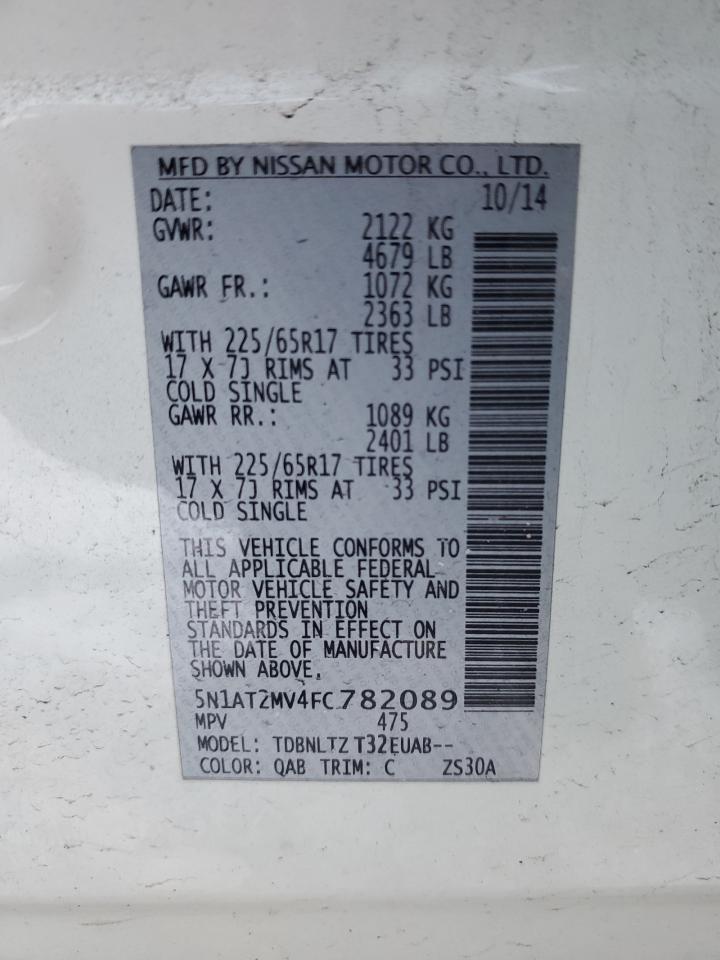 MFD BY NISSAN MOTOR CO., LTD.
DATE: 10/14
GVWR: 2122 KG
4679 LB
GAWR FR.: 1072 KG
2363 LB
WITH 225/65R17 TIRES
17 X 7J RIMS AT 33 PSI
COLD SINGLE
GAWR RR.: 1089 KG
2401 LB
WITH 225/65R17 TIRES
17 X 7J RIMS AT 33 PSI
COLD SINGLE
THIS VEHICLE CONFORMS TO
ALL APPLICABLE FEDERAL
MOTOR VEHICLE SAFETY AND
THEFT PREVENTION
STANDARDS IN EFFECT ON
THE DATE OF MANUFACTURE
SHOWN ABOVE.
5N1AT2MV4FC782089
MPV 475
MODEL: TDBNLTZ T32EUAB--
COLOR: QAB TRIM: C ZS30A